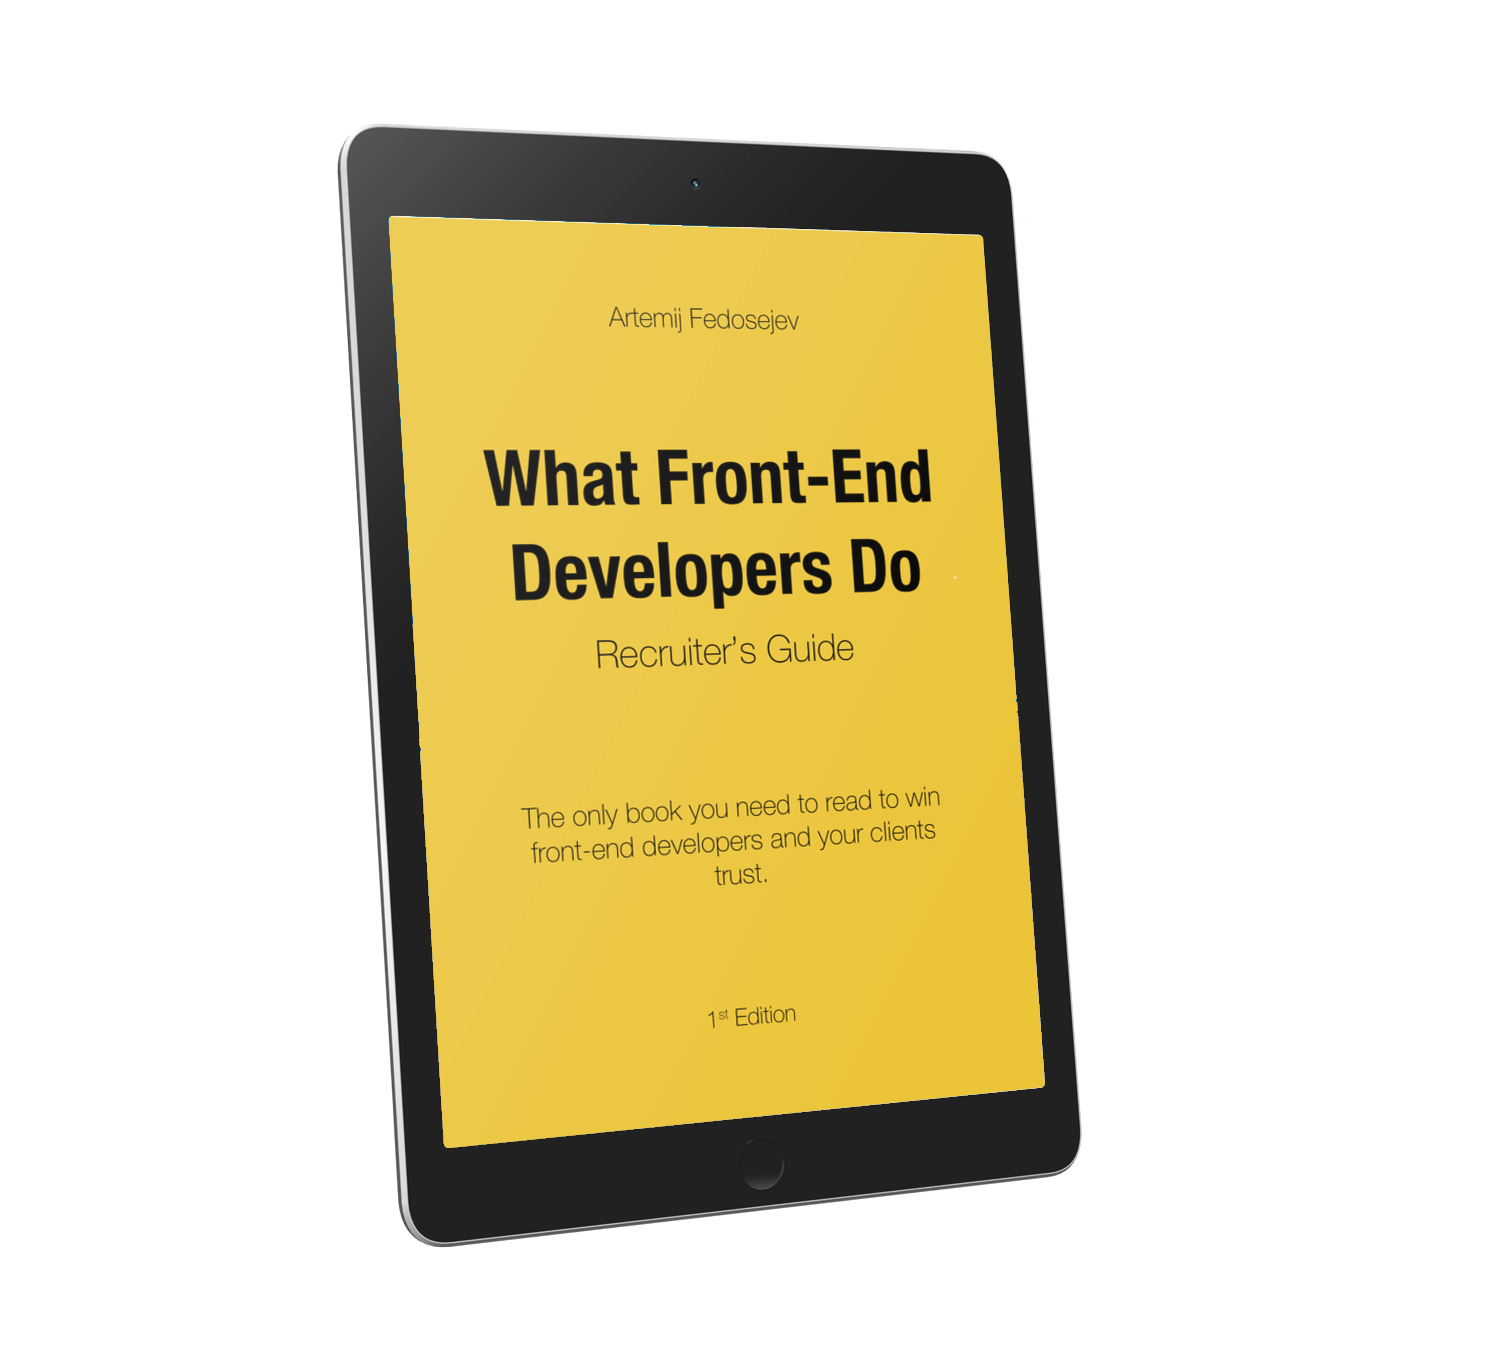 Artemij Fedosejev
What Front-End
Developers Do
Recruiter’s Guide
The only book you need to read to win
front-end developers and your clients
trust.
1st Edition